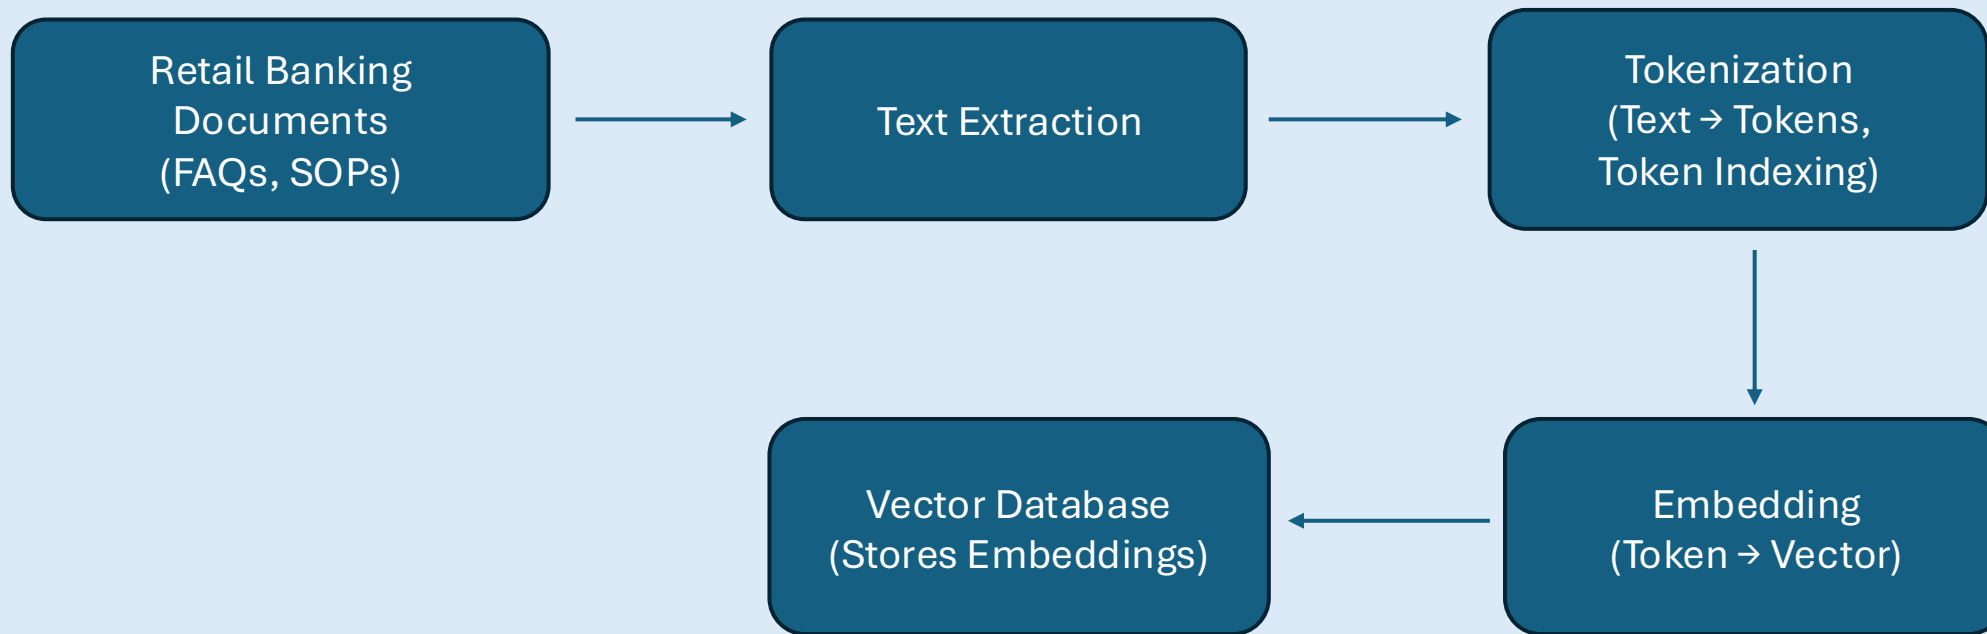 Retail Banking
Documents
(FAQs, SOPs)
Text Extraction
Tokenization
(Text → Tokens,
Token Indexing)
Vector Database
(Stores Embeddings)
Embedding
(Token → Vector)